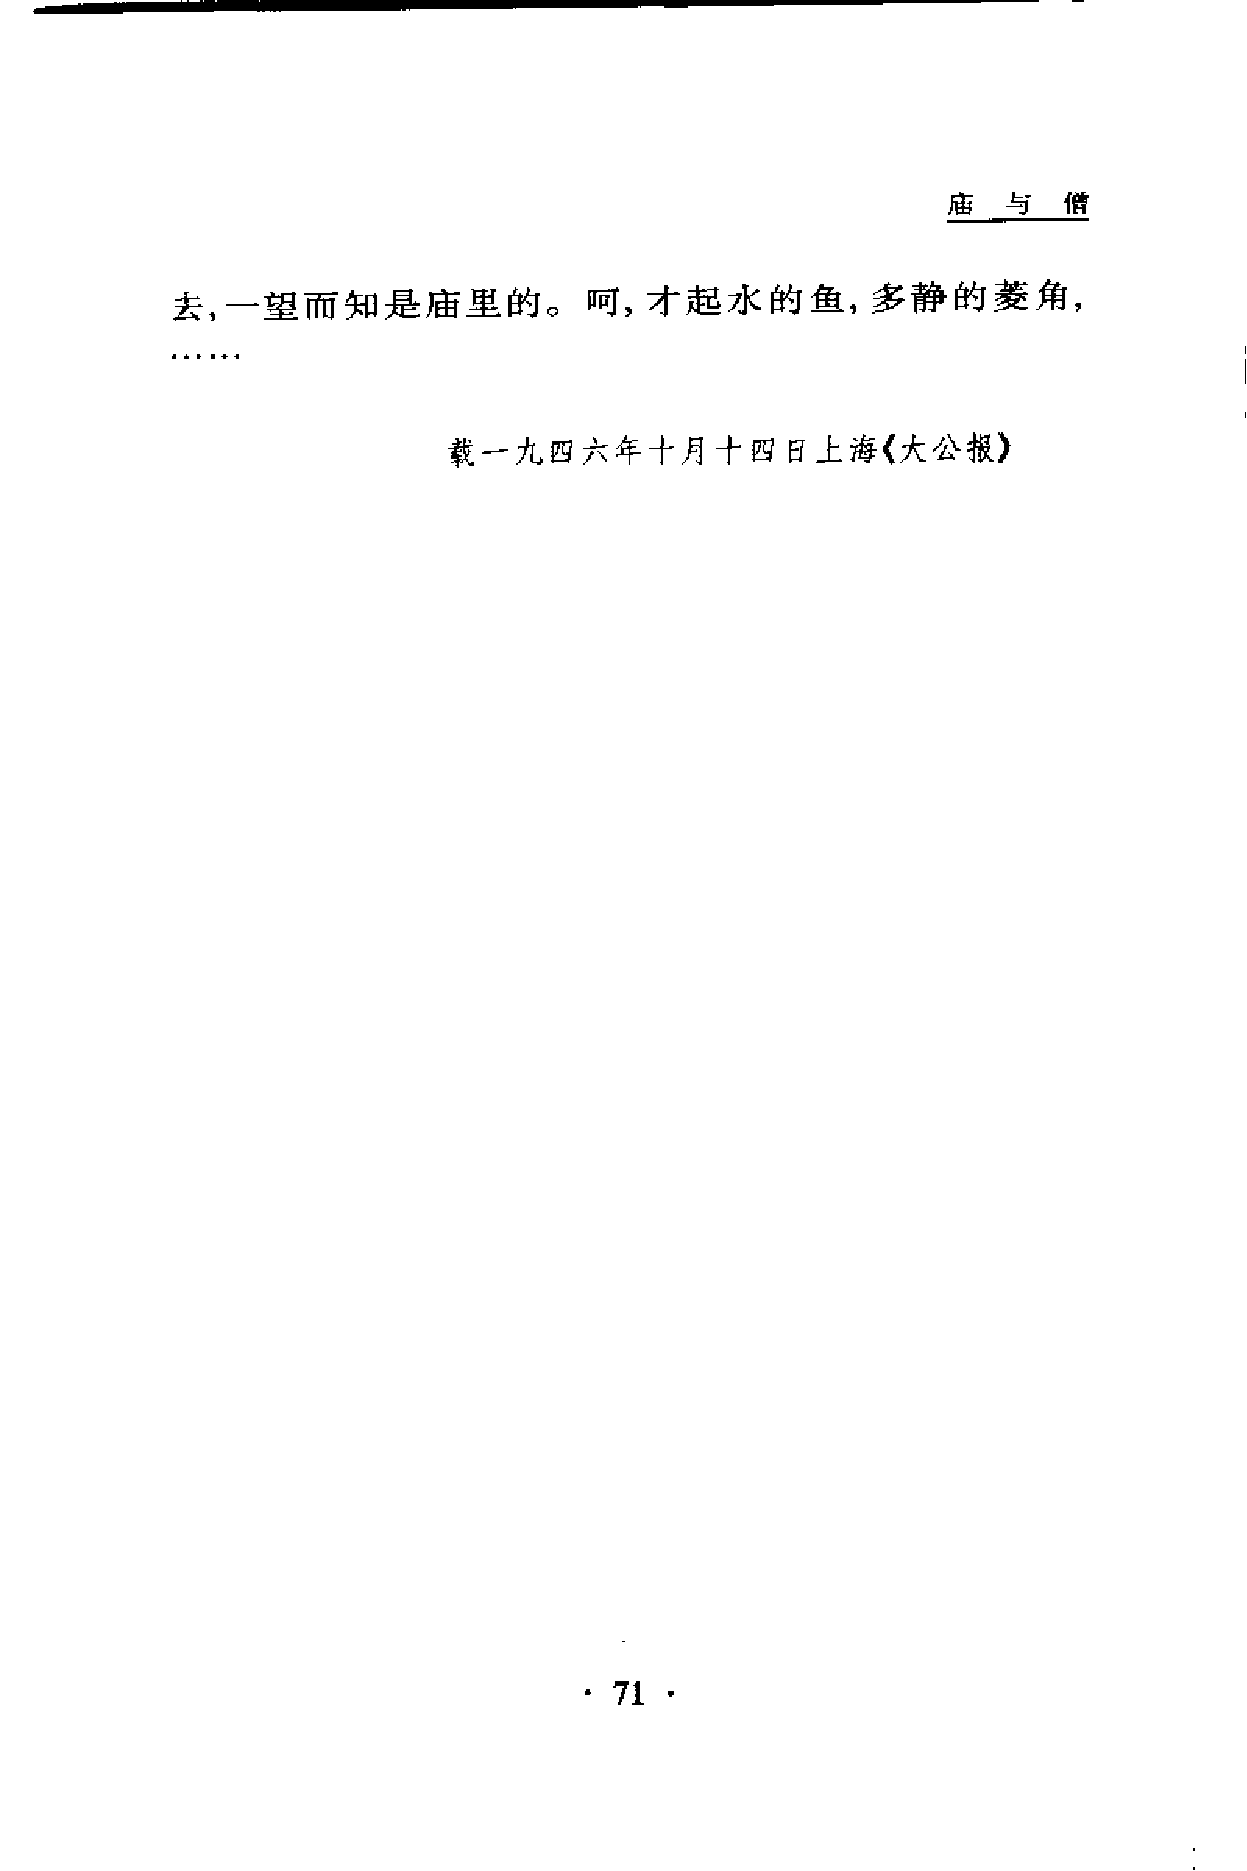 庙与僧
去,一望而知是庙里的。呵,才起水的鱼,多静的菱角,
……
载一九四六年十月十四日上海《大公报》
· 71 ·